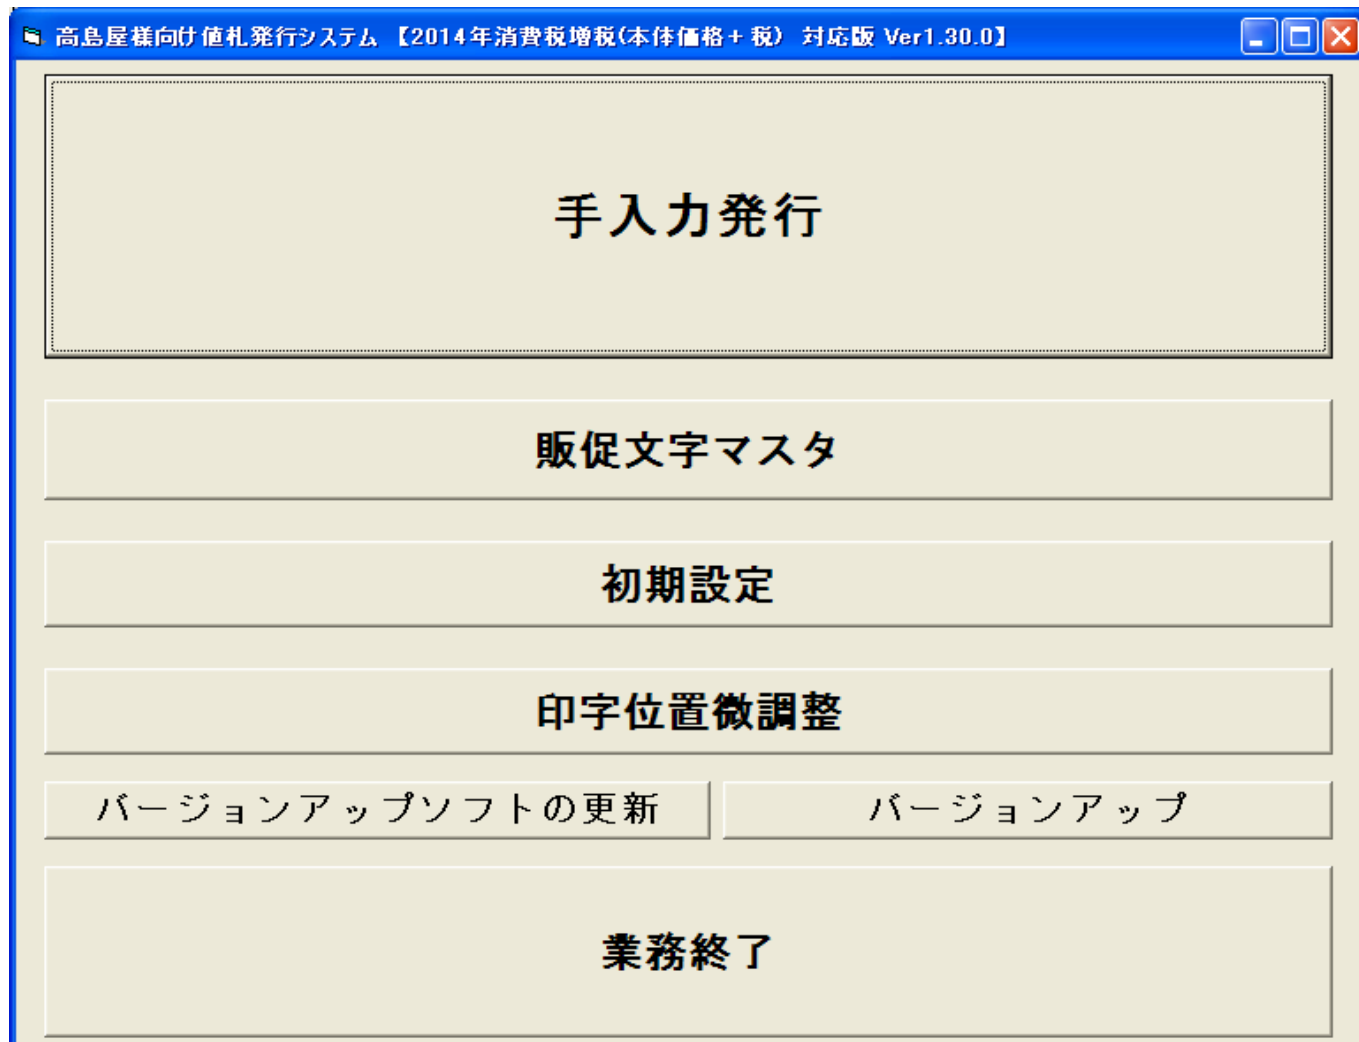 高島屋様向け値札発行システム 【2014年消費税増税(本体価格+税) 対応版 Ver1.30.0】
手入力発行
販促文字マスタ
初期設定
印字位置微調整
バージョンアップソフトの更新 バージョンアップ
業務終了